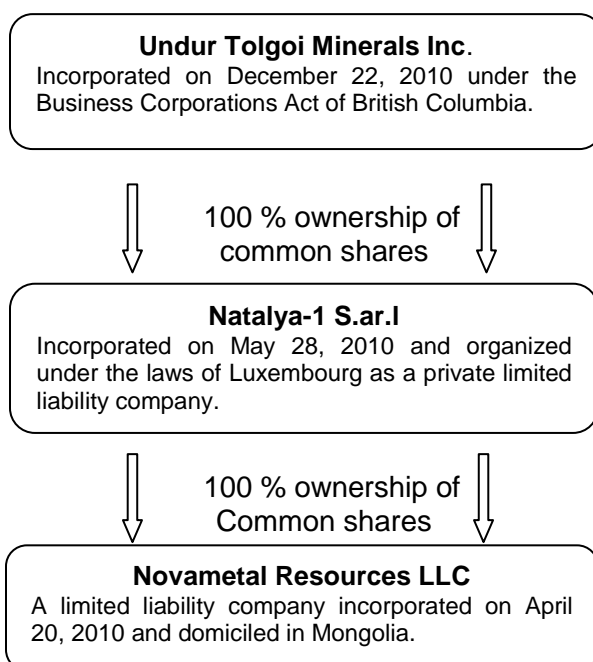 Undur Tolgoi Minerals Inc.
Incorporated on December 22, 2010 under the
Business Corporations Act of British Columbia.
100 % ownership of
common shares
Natalya-1 S.ar.l
Incorporated on May 28, 2010 and organized
under the laws of Luxembourg as a private limited
liability company.
100 % ownership of
Common shares
Novametal Resources LLC
A limited liability company incorporated on April
20, 2010 and domiciled in Mongolia.